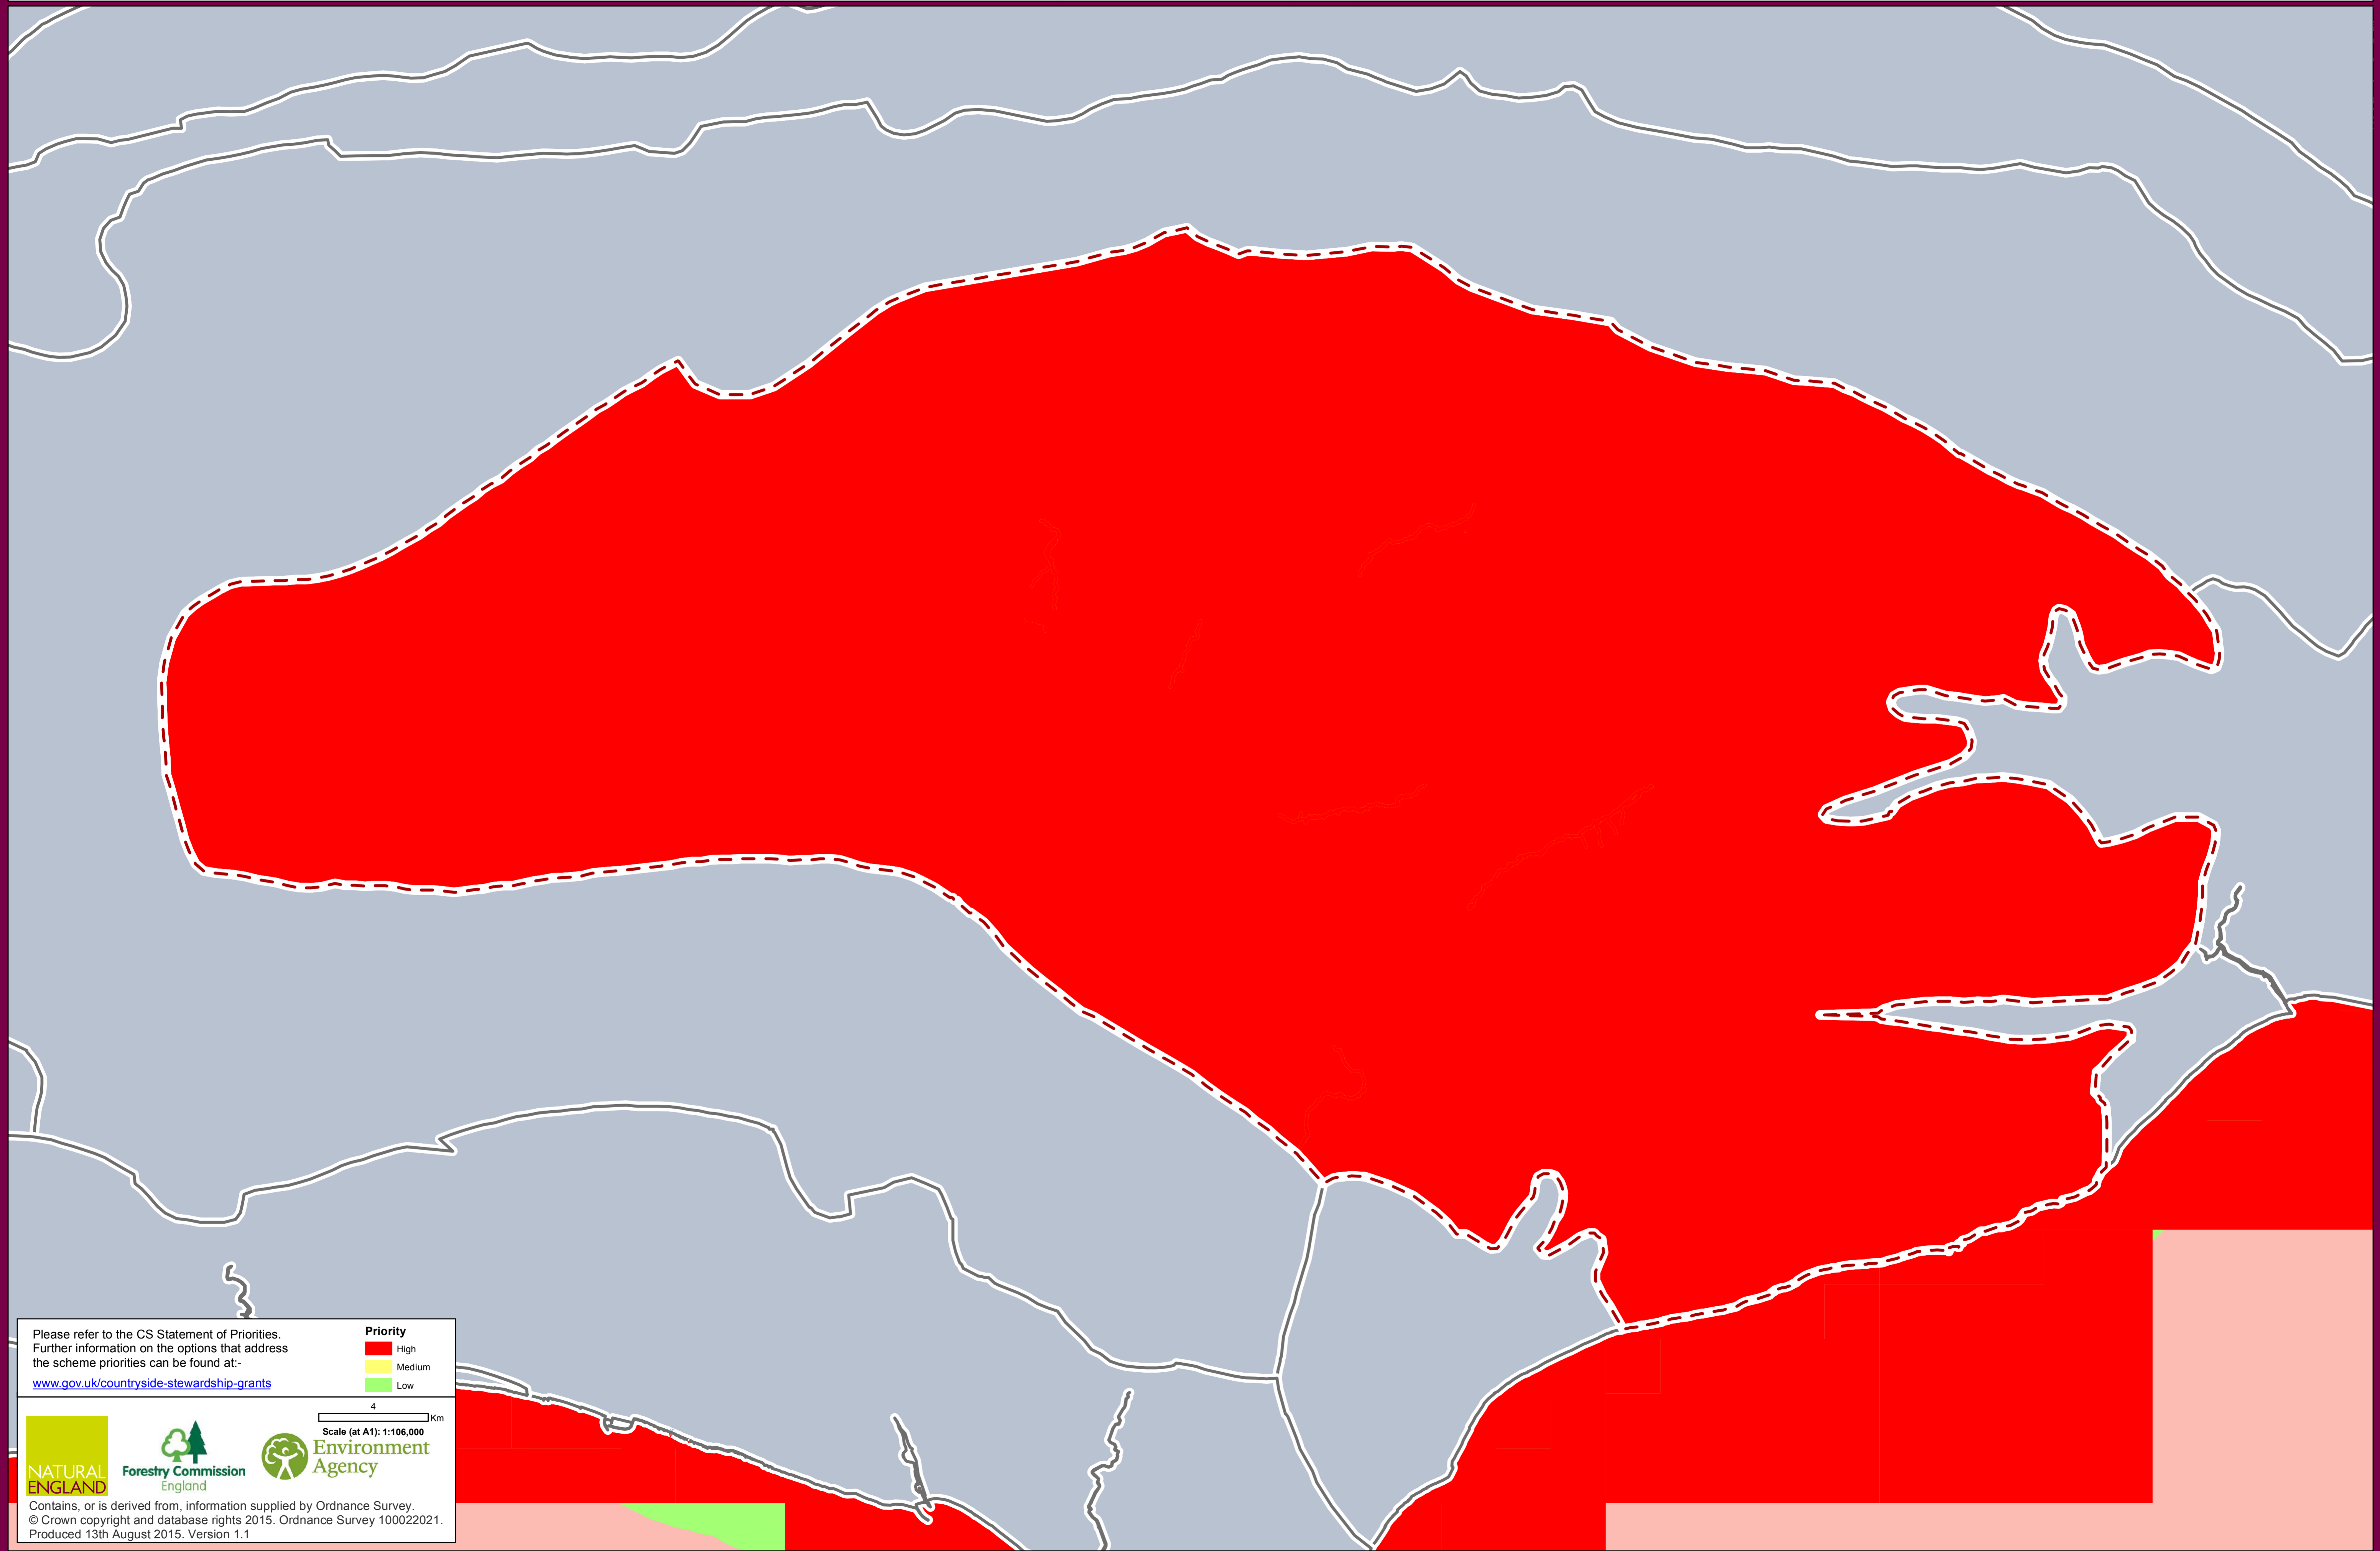 Please refer to the CS Statement of Priorities.
Further information on the options that address
the scheme priorities can be found at:-
www.gov.uk/countryside-stewardship-grants
Priority
High
Medium
Low
4
Km
Scale (at A1): 1:106,000
NATURAL
ENGLAND
Forestry Commission
England
Environment
Agency
Contains, or is derived from, information supplied by Ordnance Survey.
© Crown copyright and database rights 2015. Ordnance Survey 100022021.
Produced 13th August 2015. Version 1.1